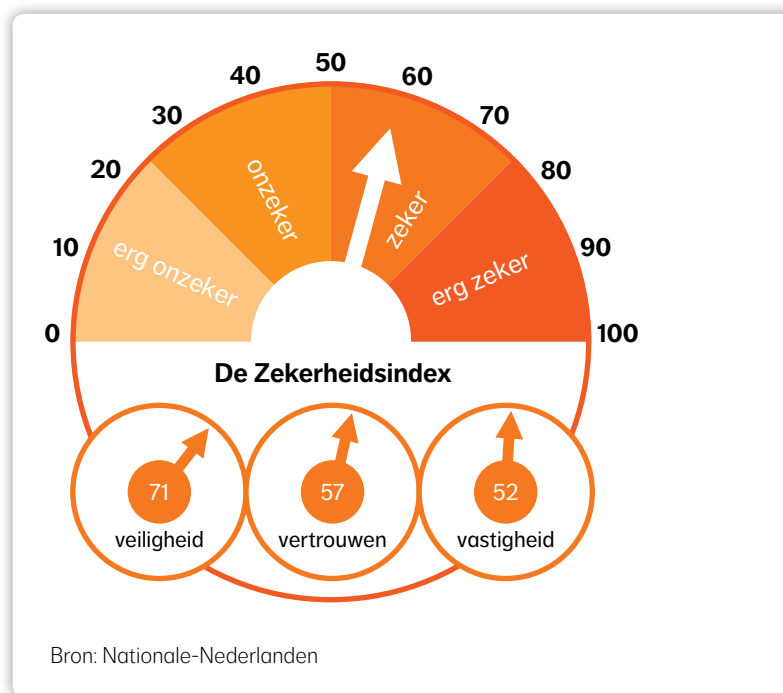 0
10
20
30
40
50
60
70
80
90
100
erg onzeker
onzeker
zeker
erg zeker
De Zekerheidsindex
71
veiligheid
57
vertrouwen
52
vastigheid
Bron: Nationale-Nederlanden